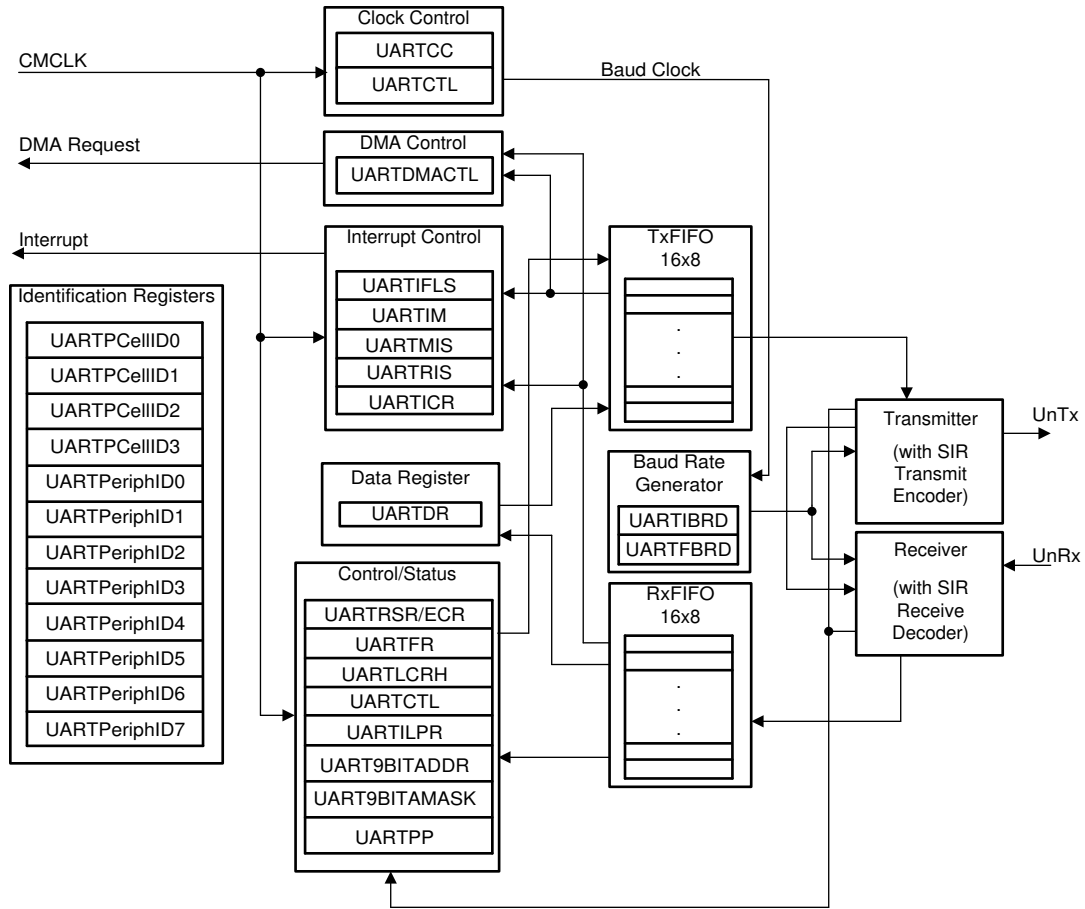 Clock Control
UARTCC
UARTCTL
CMCLK
Baud Clock
DMA Control
UARTDMACTL
DMA Request
Interrupt Control
UARTIFLS
UARTIM
UARTMIS
UARTRIS
UARTICR
Interrupt
TxFIFO
16x8
.
.
.
Identification Registers
UARTPCellID0
UARTPCellID1
UARTPCellID2
UARTPCellID3
UARTPeriphID0
UARTPeriphID1
UARTPeriphID2
UARTPeriphID3
UARTPeriphID4
UARTPeriphID5
UARTPeriphID6
UARTPeriphID7
Data Register
UARTDR
Baud Rate
Generator
UARTIBRD
UARTFBRD
Transmitter
(with SIR
Transmit
Encoder)
UnTx
Receiver
(with SIR
Receive
Decoder)
UnRx
Control/Status
UARTRSR/ECR
UARTFR
UARTLCRH
UARTCTL
UARTILPR
UART9BITADDR
UART9BITAMASK
UARTPP
RxFIFO
16x8
.
.
.